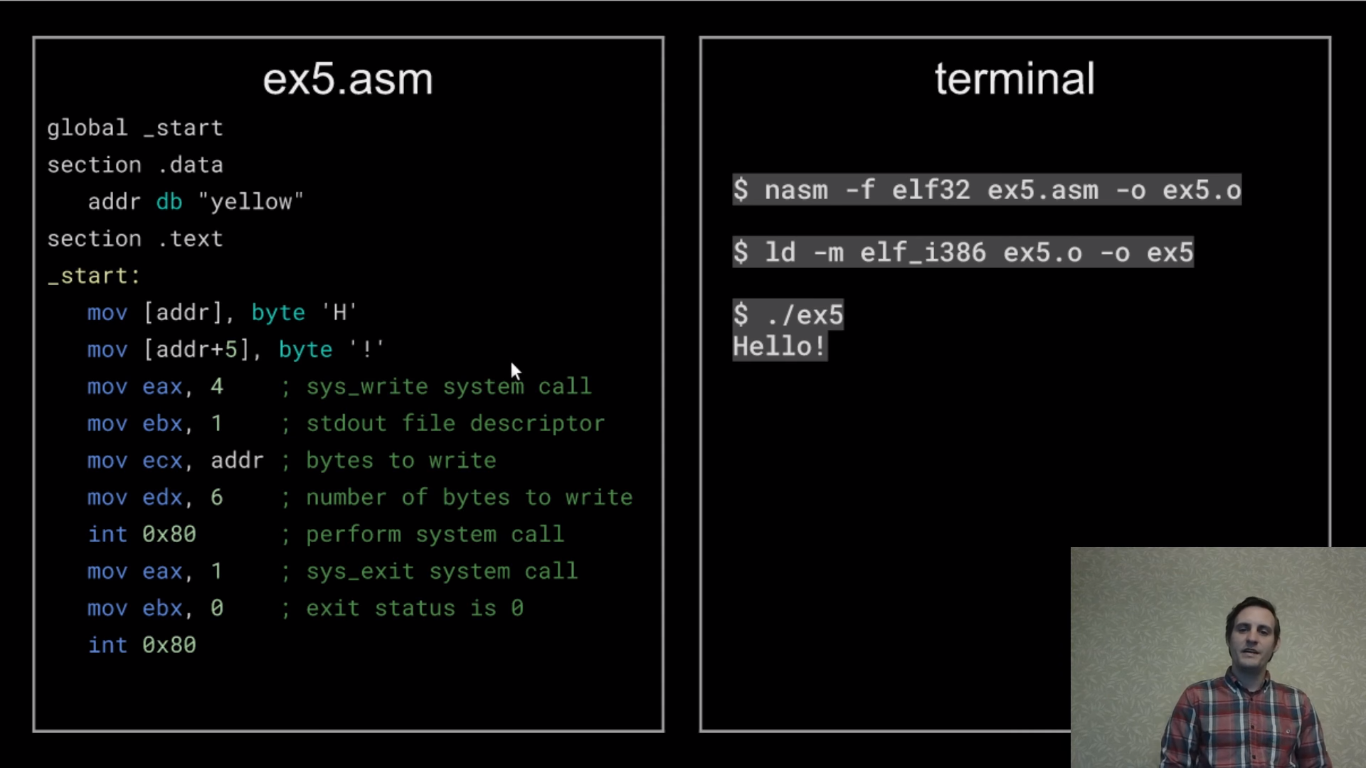 ex5.asm
global _start
section .data
addr db "yellow"
section .text
_start:
mov [addr], byte 'H'
mov [addr+5], byte '!'
mov eax, 4 ; sys_write system call
mov ebx, 1 ; stdout file descriptor
mov ecx, addr ; bytes to write
mov edx, 6 ; number of bytes to write
int 0x80 ; perform system call
mov eax, 1 ; sys_exit system call
mov ebx, 0 ; exit status is 0
int 0x80
terminal
$ nasm -f elf32 ex5.asm -o ex5.o
$ ld -m elf_i386 ex5.o -o ex5
$ ./ex5
Hello!